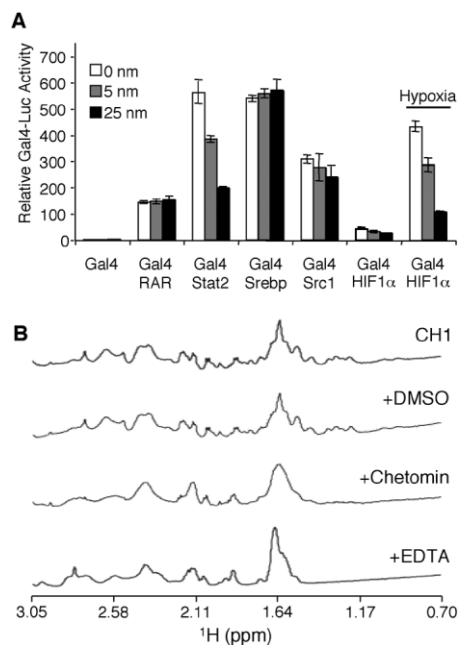 A
Relative Gal4-Luc Activity
700
600
500
400
300
200
100
0
0 nm
5 nm
25 nm
Hypoxia
Gal4 Gal4 Gal4 Gal4 Gal4 Gal4 Gal4
RAR Stat2 Srebp Src1 HIF1α HIF1α
B
CH1
+DMSO
+Chetomin
+EDTA
3.05 2.58 2.11 1.64 1.17 0.70
¹H (ppm)